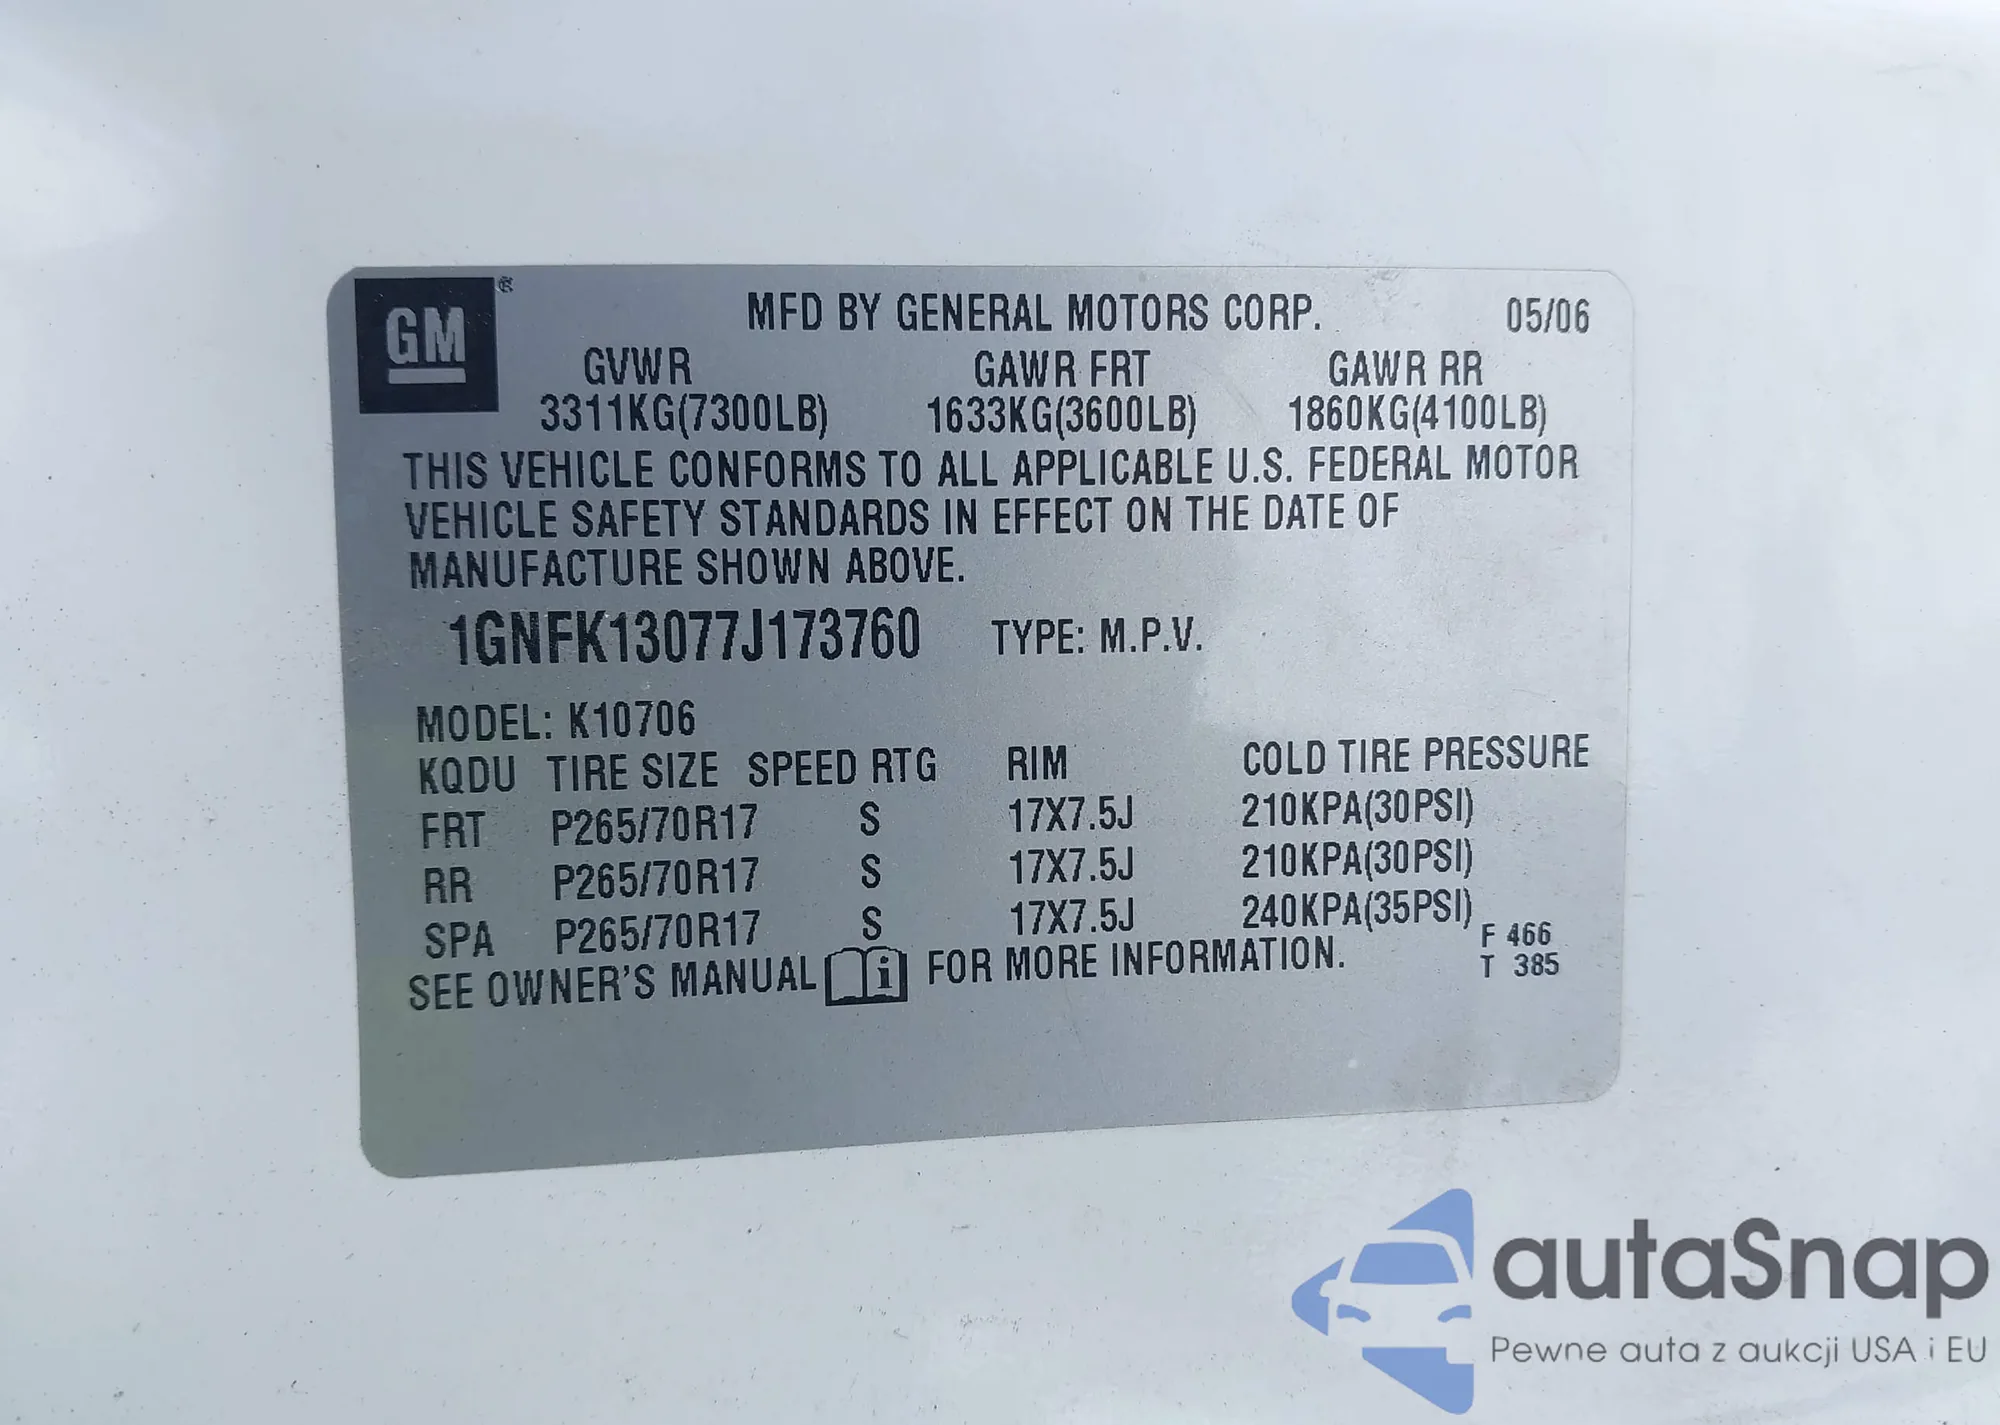 GM ®
MFD BY GENERAL MOTORS CORP. 05/06
GVWR GAWR FRT GAWR RR
3311KG(7300LB) 1633KG(3600LB) 1860KG(4100LB)
THIS VEHICLE CONFORMS TO ALL APPLICABLE U.S. FEDERAL MOTOR
VEHICLE SAFETY STANDARDS IN EFFECT ON THE DATE OF
MANUFACTURE SHOWN ABOVE.
1GNFK13077J173760 TYPE: M.P.V.
MODEL: K10706
KQDU TIRE SIZE SPEED RTG RIM COLD TIRE PRESSURE
FRT P265/70R17 S 17X7.5J 210KPA(30PSI)
RR P265/70R17 S 17X7.5J 210KPA(30PSI)
SPA P265/70R17 S 17X7.5J 240KPA(35PSI)
SEE OWNER'S MANUAL i FOR MORE INFORMATION.
F 466
T 385
autaSnap
Pewne auta z aukcji USA i EU